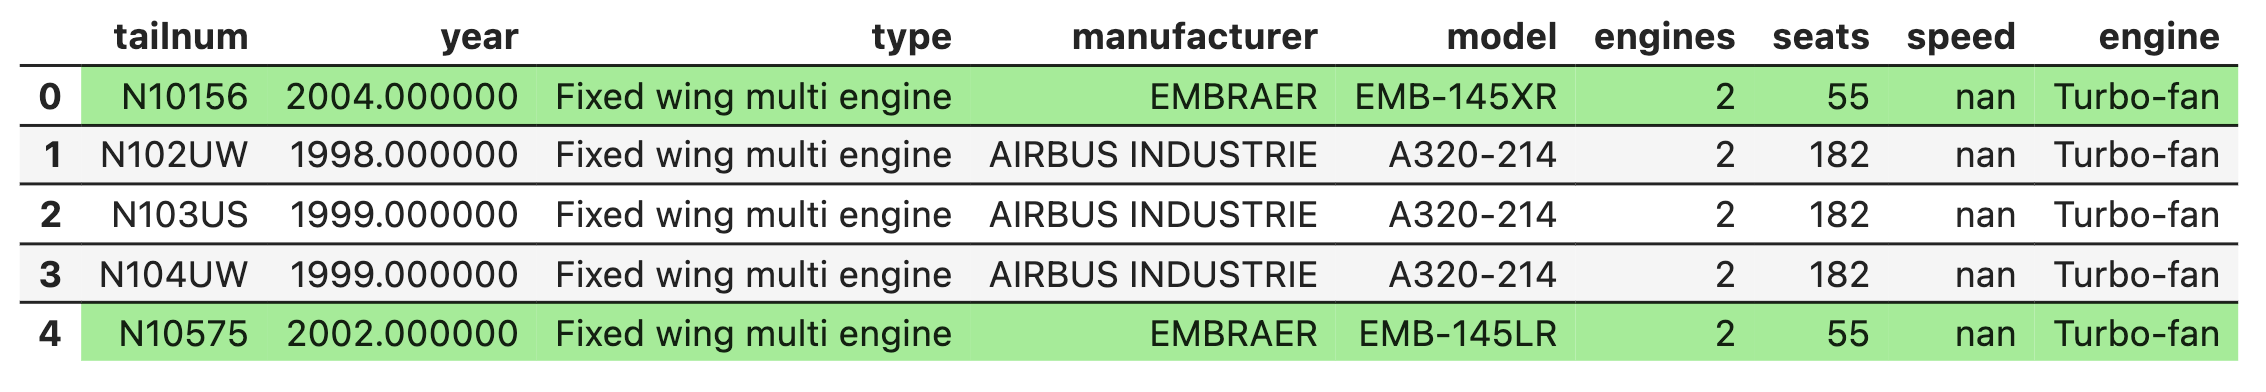 tailnum year type manufacturer model engines seats speed engine
0 N10156 2004.000000 Fixed wing multi engine EMBRAER EMB-145XR 2 55 nan Turbo-fan
1 N102UW 1998.000000 Fixed wing multi engine AIRBUS INDUSTRIE A320-214 2 182 nan Turbo-fan
2 N103US 1999.000000 Fixed wing multi engine AIRBUS INDUSTRIE A320-214 2 182 nan Turbo-fan
3 N104UW 1999.000000 Fixed wing multi engine AIRBUS INDUSTRIE A320-214 2 182 nan Turbo-fan
4 N10575 2002.000000 Fixed wing multi engine EMBRAER EMB-145LR 2 55 nan Turbo-fan